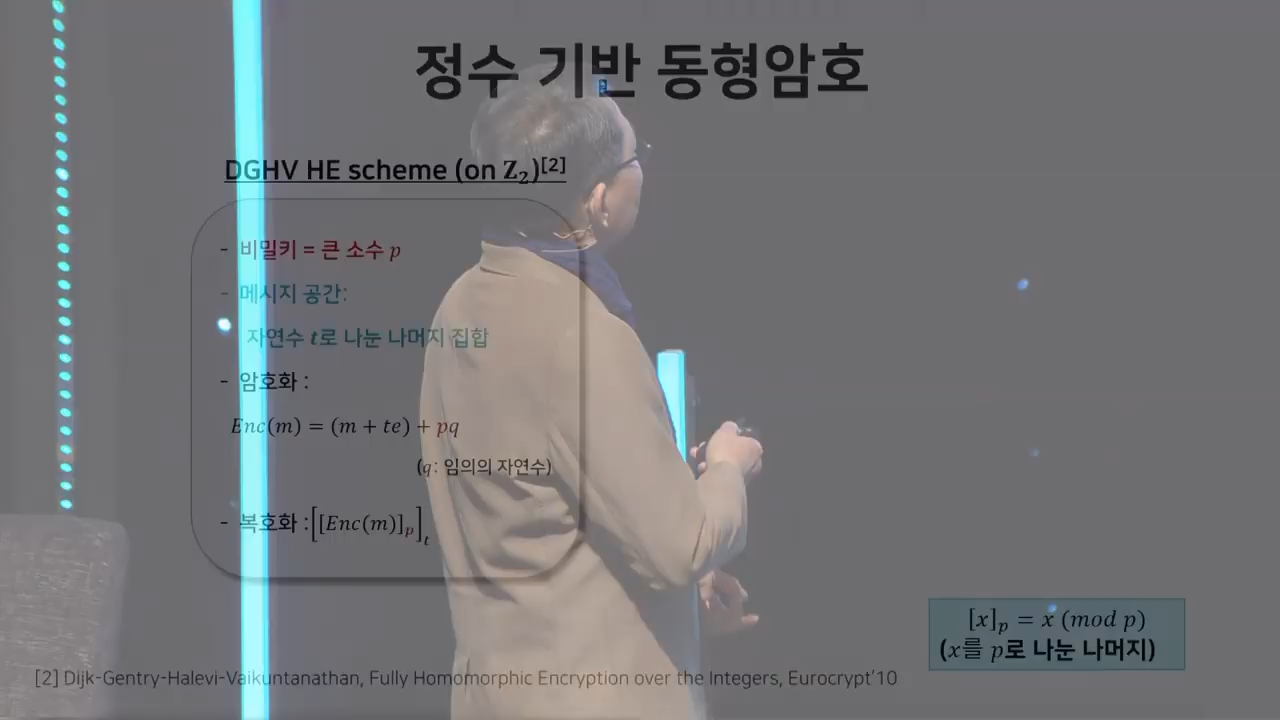 정수 기반 동형암호
DGHV HE scheme (on Z₂)[2]
- 비밀키 = 큰 소수 p
- 메시지 공간:
자연수 t로 나눈 나머지 집합
- 암호화 :
Enc(m) = (m + te) + pq
(q: 임의의 자연수)
- 복호화 : [[Enc(m)]ₚ]ₜ
[x]ₚ = x (mod p)
(x를 p로 나눈 나머지)
[2] Dijk-Gentry-Halevi-Vaikuntanathan, Fully Homomorphic Encryption over the Integers, Eurocrypt’10